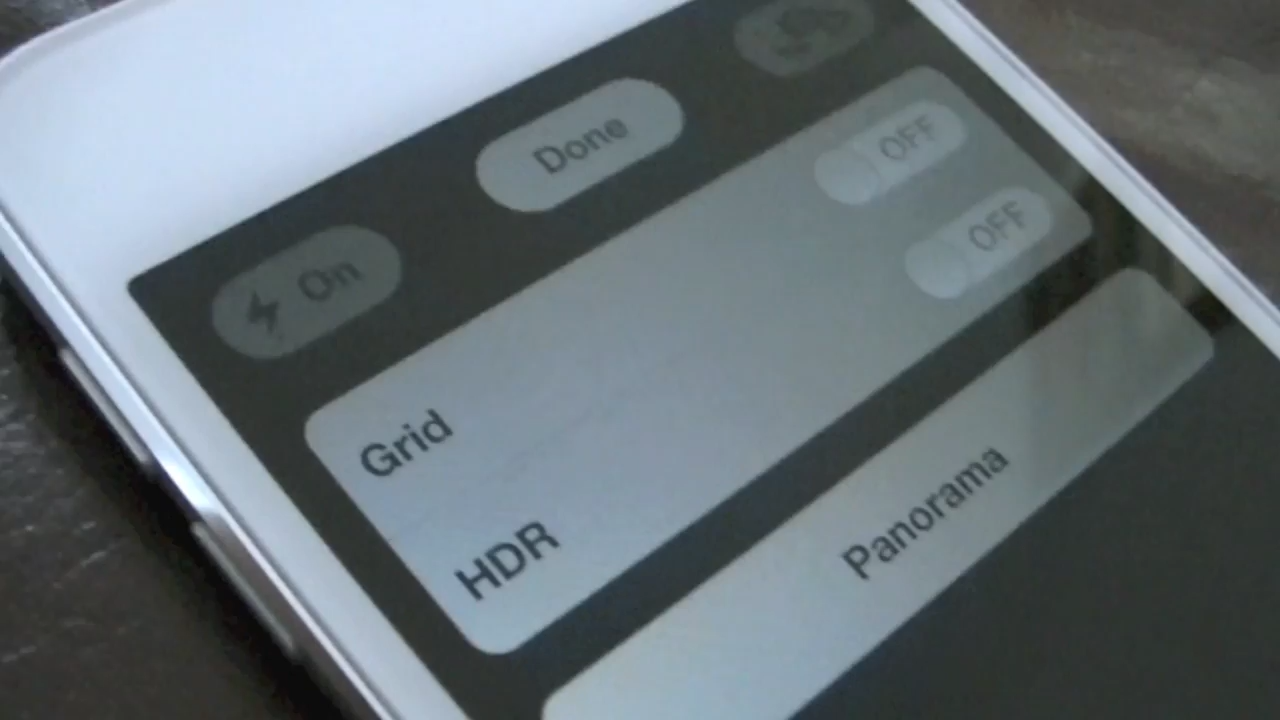 On
Done
Grid OFF
HDR OFF
Panorama